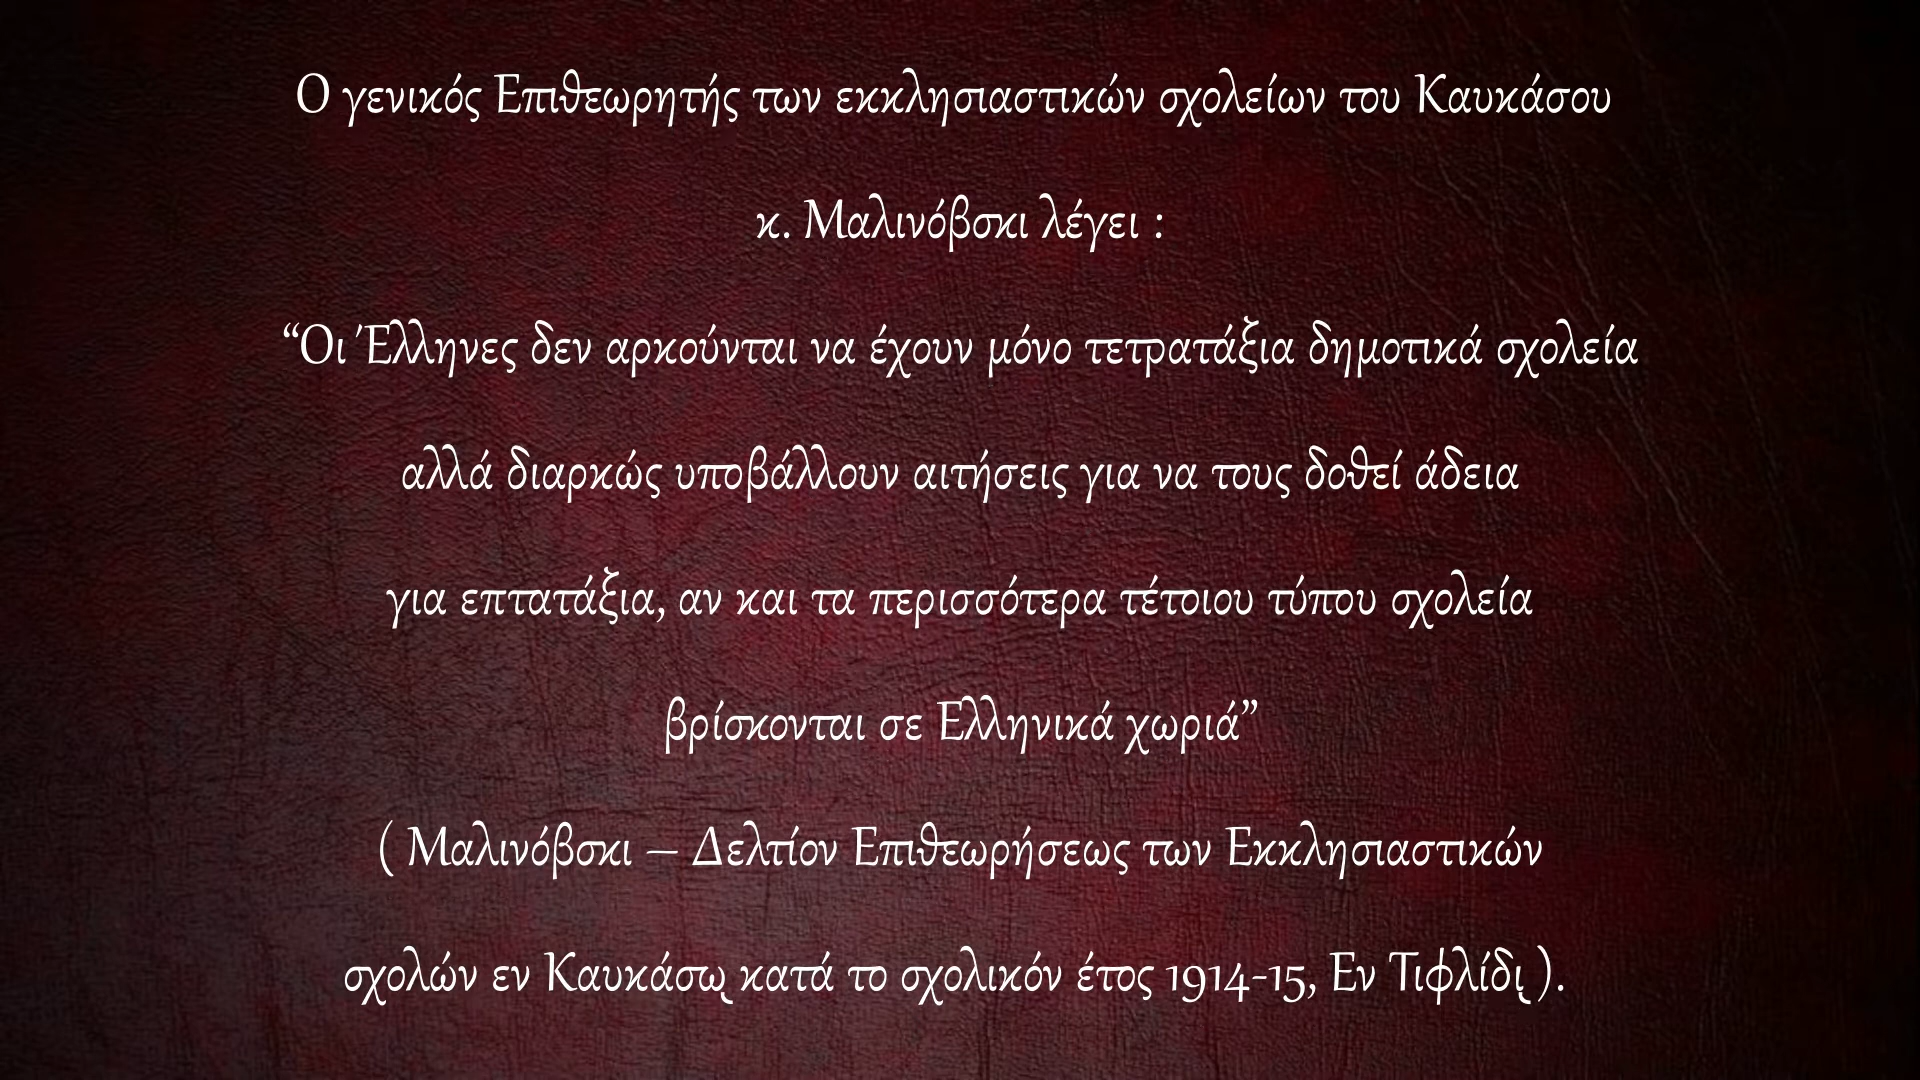 Ο γενικός Επιθεωρητής των εκκλησιαστικών σχολείων του Καυκάσου
κ. Μαλινόβσκι λέγει :
“Οι Έλληνες δεν αρκούνται να έχουν μόνο τετρατάξια δημοτικά σχολεία
αλλά διαρκώς υποβάλλουν αιτήσεις για να τους δοθεί άδεια
για επτατάξια, αν και τα περισσότερα τέτοιου τύπου σχολεία
βρίσκονται σε Ελληνικά χωριά”
( Μαλινόβσκι – Δελτίον Επιθεωρήσεως των Εκκλησιαστικών
σχολών εν Καυκάσῳ κατά το σχολικόν έτος 1914-15, Εν Τιφλίδι ).